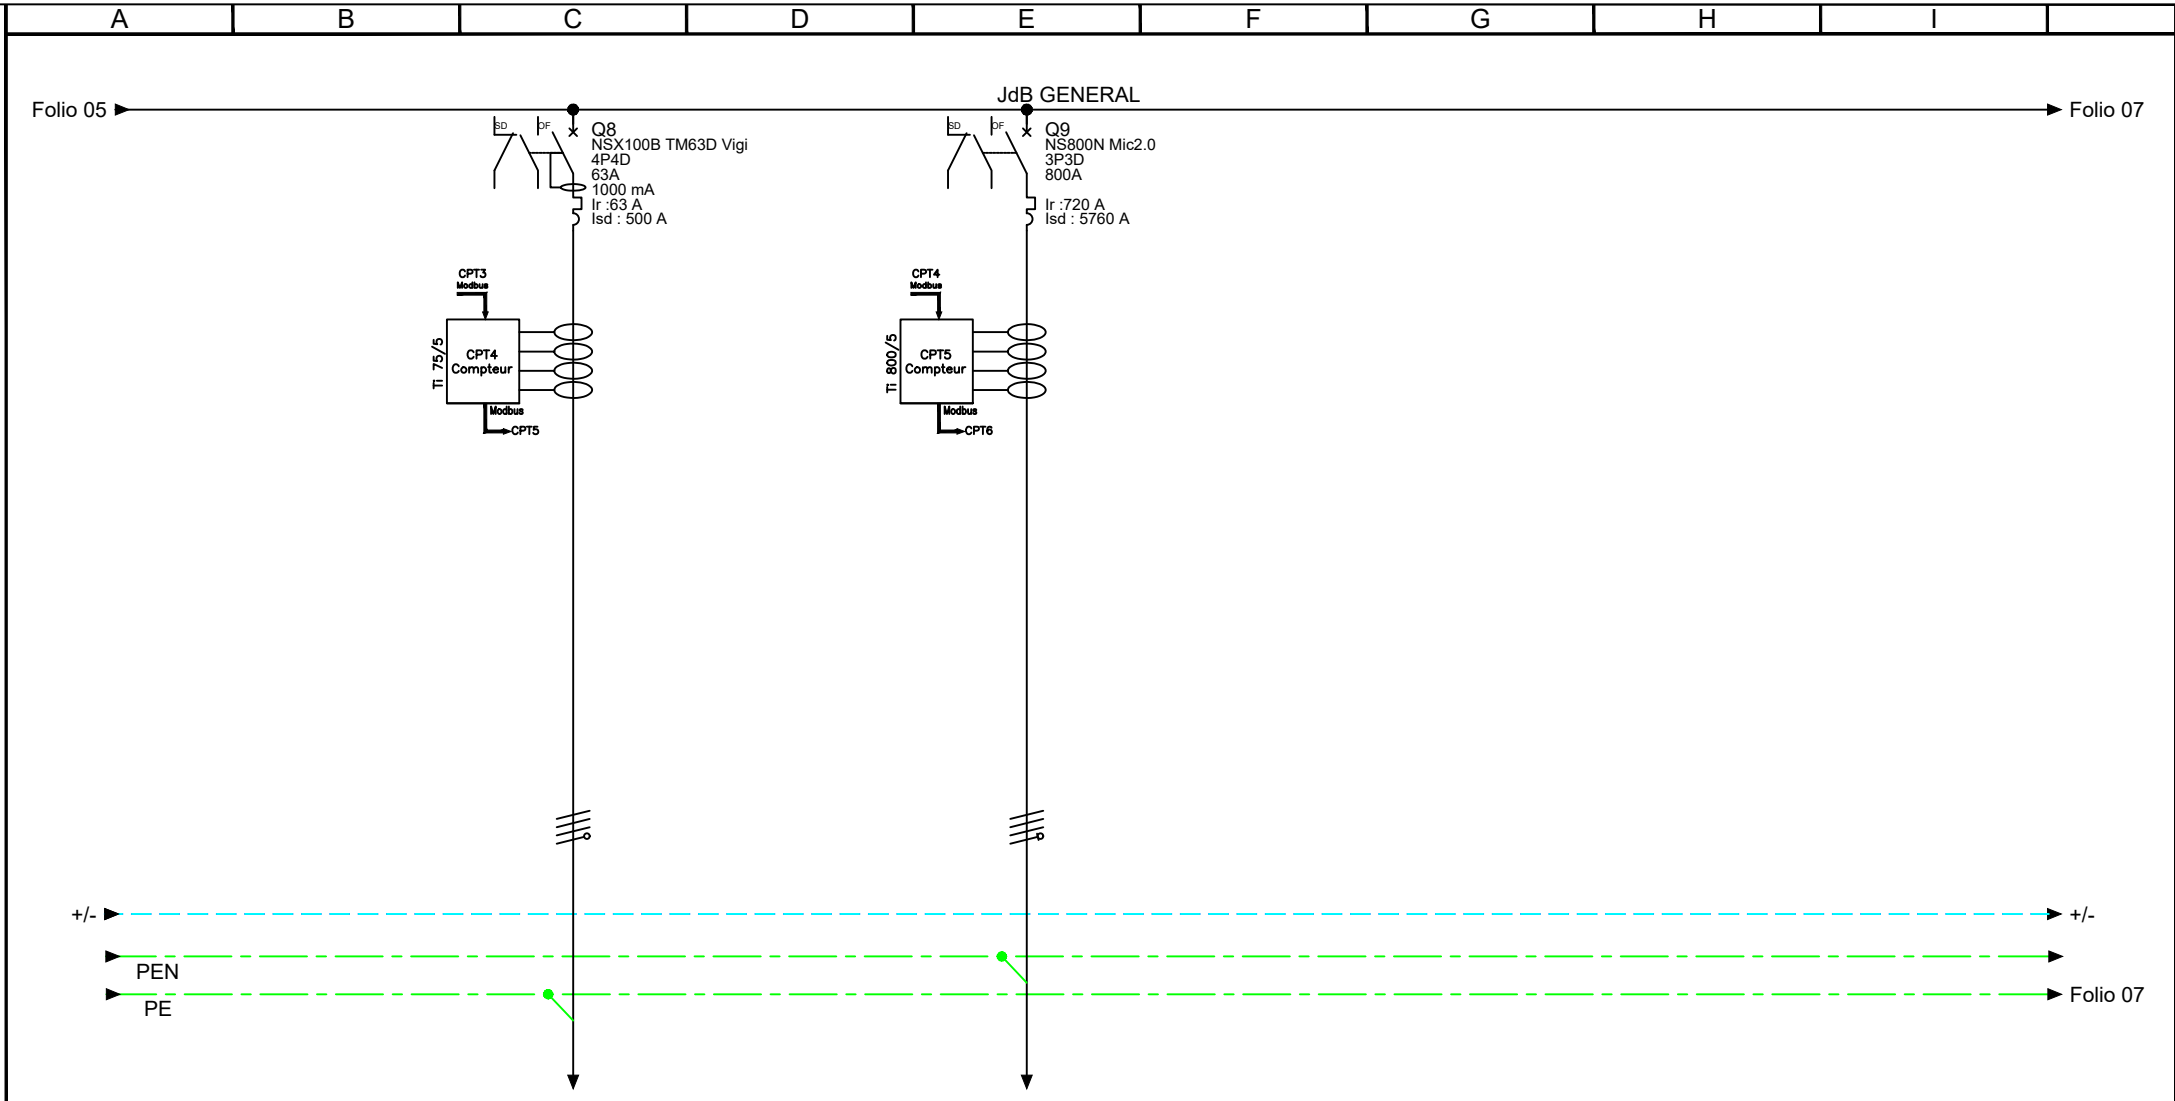 A B C D E F G H I
JdB GENERAL
Folio 05
Folio 07
SD OF
Q8
NSX100B TM63D Vigi
4P4D
63A
1000 mA
Ir :63 A
Isd : 500 A
SD OF
Q9
NS800N Mic2.0
3P3D
800A
Ir :720 A
Isd : 5760 A
CPT3
Modbus
Ti 75/5
CPT4
Compteur
Modbus
CPT5
CPT4
Modbus
Ti 800/5
CPT5
Compteur
Modbus
CPT6
+/-
+/-
PEN
PE
Folio 07